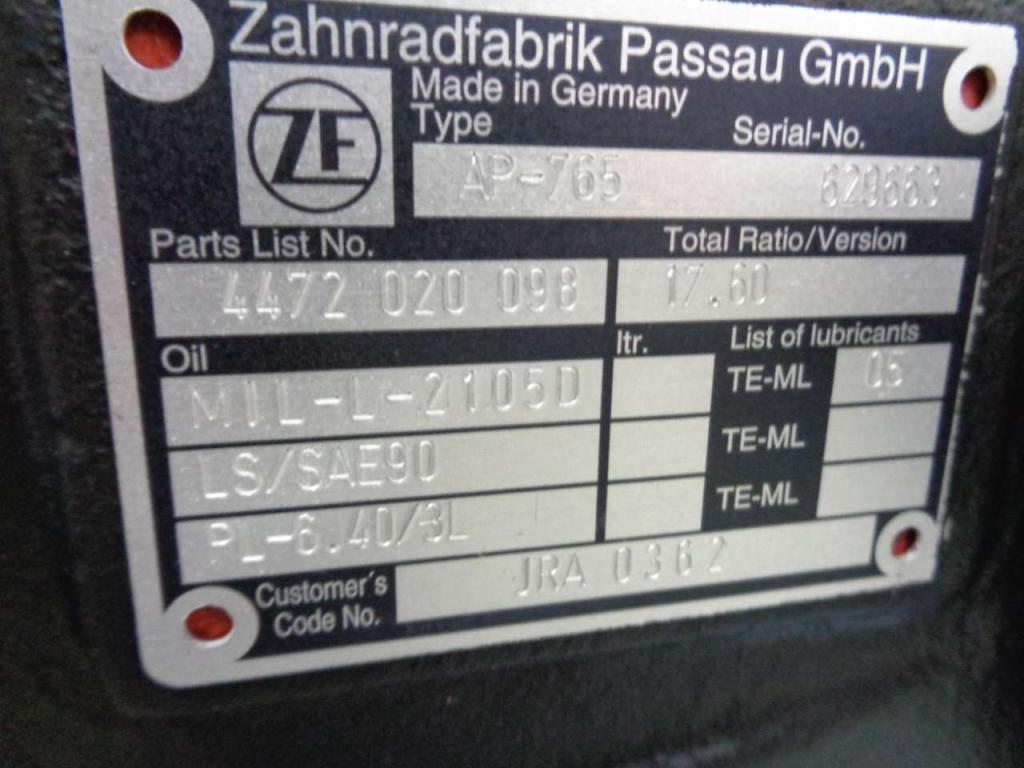 Zahnradfabrik Passau GmbH
ZF
Made in Germany
Type Serial-No.
AP-765 629663
Parts List No. Total Ratio/Version
4472 020 098 17.60
Oil ltr. List of lubricants
MIL-L-2105D TE-ML 05
LS/SAE90 TE-ML
PL-6.40/3L TE-ML
Customer's
Code No.
JRA 0362